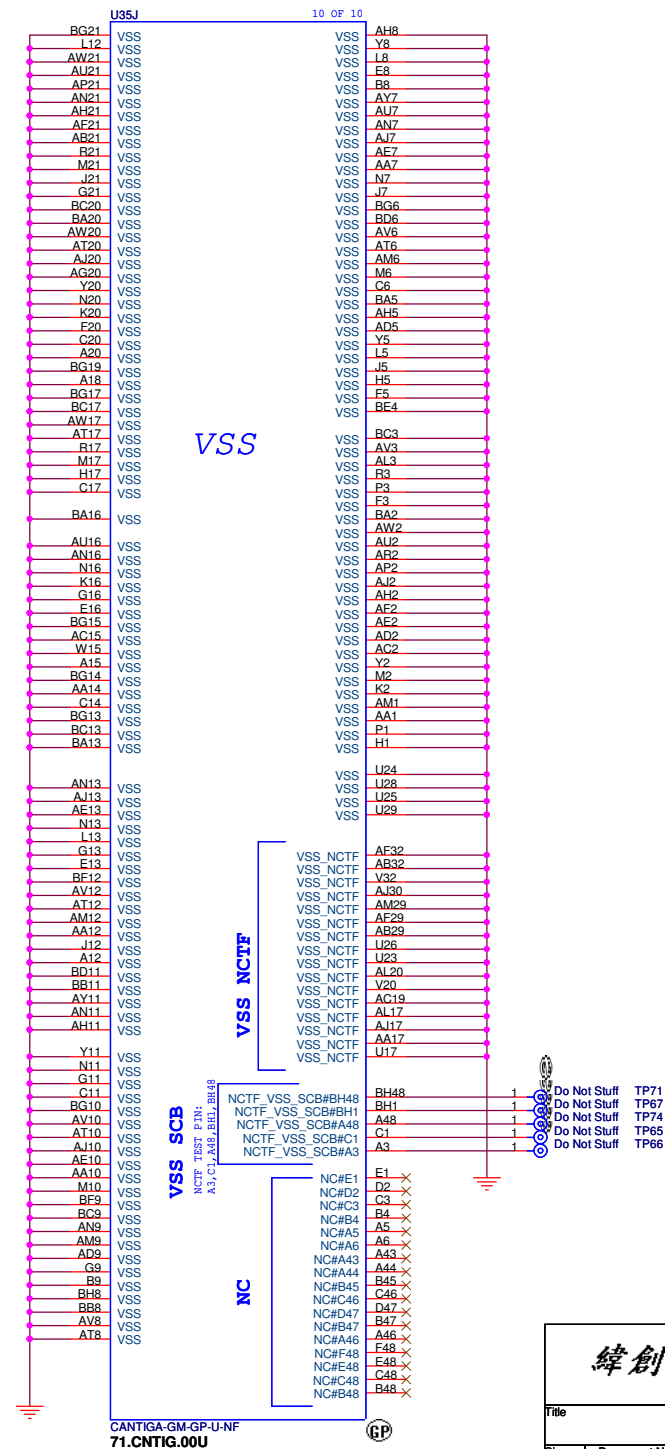 U35J 10 OF 10
BG21 VSS VSS AH8
L12 VSS VSS Y8
AW21 VSS VSS L8
AU21 VSS VSS E8
AP21 VSS VSS B8
AN21 VSS VSS AY7
AH21 VSS VSS AU7
AF21 VSS VSS AN7
AB21 VSS VSS AJ7
R21 VSS VSS AE7
M21 VSS VSS AA7
J21 VSS VSS N7
G21 VSS VSS J7
BC20 VSS VSS BG6
BA20 VSS VSS BD6
AW20 VSS VSS AV6
AT20 VSS VSS AT6
AJ20 VSS VSS AM6
AG20 VSS VSS M6
Y20 VSS VSS C6
N20 VSS VSS BA5
K20 VSS VSS AH5
F20 VSS VSS AD5
C20 VSS VSS Y5
A20 VSS VSS L5
BG19 VSS VSS J5
A18 VSS VSS H5
BG17 VSS VSS F5
BC17 VSS VSS BE4
AW17 VSS
AT17 VSS VSS BC3
R17 VSS VSS AV3
M17 VSS VSS AL3
H17 VSS VSS R3
C17 VSS VSS P3
VSS
VSS F3
BA16 VSS VSS BA2
VSS AW2
AU16 VSS VSS AU2
AN16 VSS VSS AR2
N16 VSS VSS AP2
K16 VSS VSS AJ2
G16 VSS VSS AH2
E16 VSS VSS AF2
BG15 VSS VSS AE2
AC15 VSS VSS AD2
W15 VSS VSS AC2
A15 VSS VSS Y2
BG14 VSS VSS M2
AA14 VSS VSS K2
C14 VSS VSS AM1
BG13 VSS VSS AA1
BC13 VSS VSS P1
BA13 VSS VSS H1
VSS U24
AN13 VSS VSS U28
AJ13 VSS VSS U25
AE13 VSS VSS U29
N13 VSS
L13 VSS
G13 VSS VSS_NCTF AF32
E13 VSS VSS_NCTF AB32
BF12 VSS VSS_NCTF V32
AV12 VSS VSS_NCTF AJ30
AT12 VSS VSS_NCTF AM29
AM12 VSS VSS_NCTF AF29
AA12 VSS VSS_NCTF AB29
J12 VSS VSS_NCTF U26
A12 VSS VSS_NCTF U23
BD11 VSS VSS_NCTF AL20
BB11 VSS VSS_NCTF V20
AY11 VSS VSS_NCTF AC19
AN11 VSS VSS_NCTF AL17
AH11 VSS VSS_NCTF AJ17
VSS_NCTF AA17
Y11 VSS VSS_NCTF U17
N11 VSS
G11 VSS
C11 VSS NCTF_VSS_SCB#BH48 BH48 1 Do Not Stuff TP71
BG10 VSS NCTF_VSS_SCB#BH1 BH1 1 Do Not Stuff TP67
AV10 VSS NCTF_VSS_SCB#A48 A48 1 Do Not Stuff TP74
AT10 VSS NCTF_VSS_SCB#C1 C1 1 Do Not Stuff TP65
AJ10 VSS NCTF_VSS_SCB#A3 A3 1 Do Not Stuff TP66
AE10 VSS
AA10 VSS NC#E1 E1
M10 VSS NC#D2 D2
BF9 VSS NC#C3 C3
BC9 VSS NC#B4 B4
AN9 VSS NC#A5 A5
AM9 VSS NC#A6 A6
AD9 VSS NC#A43 A43
G9 VSS NC#A44 A44
B9 VSS NC#B45 B45
BH8 VSS NC#C46 C46
BB8 VSS NC#D47 D47
AV8 VSS NC#B47 B47
AT8 VSS NC#A46 A46
NC#F48 F48
NC#E48 E48
NC#C48 C48
NC#B48 B48
VSS
VSS NCTF
VSS SCB
NCTF TEST PIN:
A3,C1,A48,BH1,BH48
NC
CANTIGA-GM-GP-U-NF
71.CNTIG.00U
GP
緯創
Title